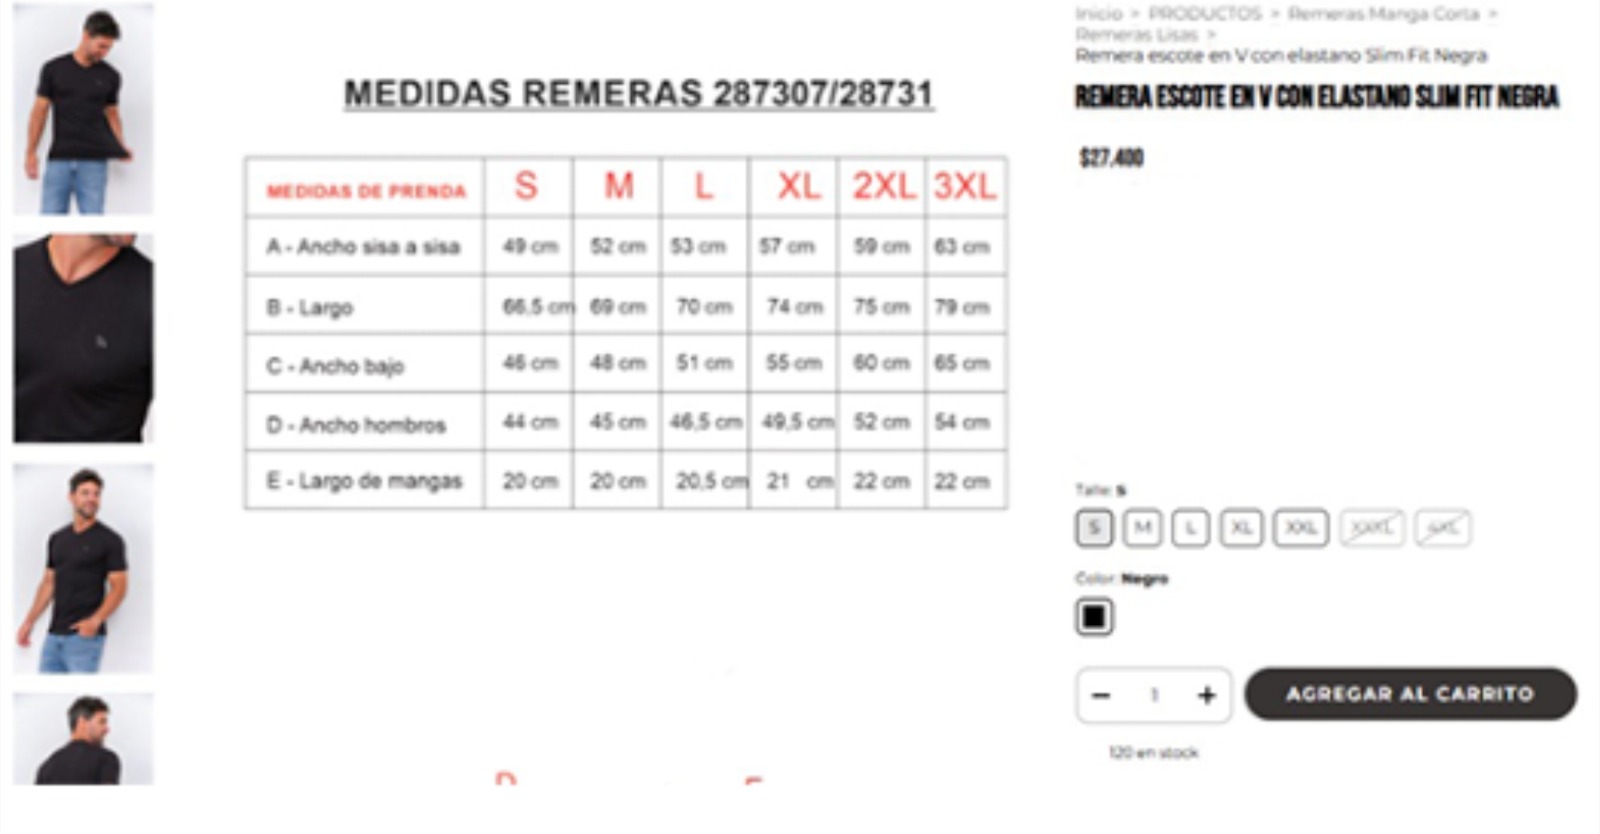 MEDIDAS REMERAS 287307/28731
MEDIDAS DE PRENDA S M L XL 2XL 3XL
A - Ancho sisa a sisa 49 cm 52 cm 53 cm 57 cm 59 cm 63 cm
B - Largo 66,5 cm 69 cm 70 cm 74 cm 75 cm 79 cm
C - Ancho bajo 46 cm 48 cm 51 cm 55 cm 60 cm 65 cm
D - Ancho hombros 44 cm 45 cm 46,5 cm 49,5 cm 52 cm 54 cm
E - Largo de mangas 20 cm 20 cm 20,5 cm 21 cm 22 cm 22 cm
Inicio > PRODUCTOS > Remeras Manga Corta >
Remeras Lisas >
Remera escote en V con elastano Slim Fit Negra
REMERA ESCOTE EN V CON ELASTANO SLIM FIT NEGRA
$27.400
Talle: S
S M L XL XXL XXXL 4XL
Color: Negro
1
AGREGAR AL CARRITO
120 en stock